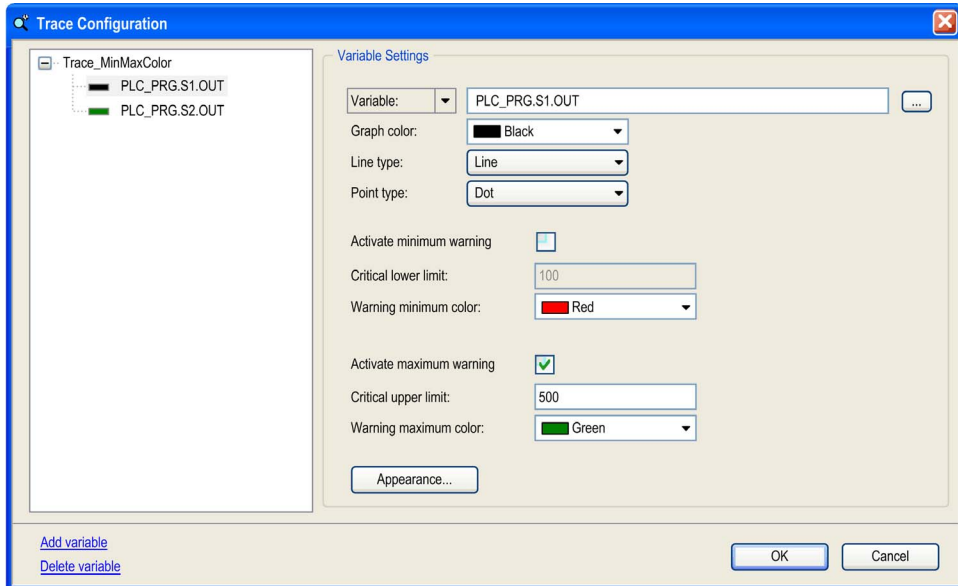 Trace Configuration
Trace_MinMaxColor
PLC_PRG.S1.OUT
PLC_PRG.S2.OUT
Variable Settings
Variable: PLC_PRG.S1.OUT ...
Graph color: Black
Line type: Line
Point type: Dot
Activate minimum warning
Critical lower limit: 100
Warning minimum color: Red
Activate maximum warning
Critical upper limit: 500
Warning maximum color: Green
Appearance...
Add variable
Delete variable
OK Cancel